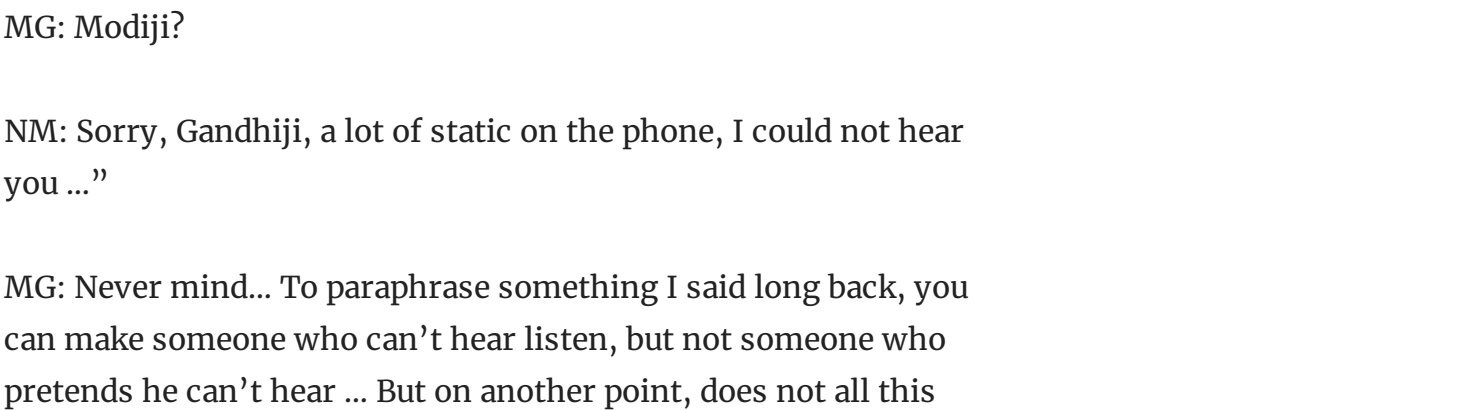 MG: Modiji?
NM: Sorry, Gandhiji, a lot of static on the phone, I could not hear
you ...”
MG: Never mind... To paraphrase something I said long back, you
can make someone who can’t hear listen, but not someone who
pretends he can’t hear ... But on another point, does not all this